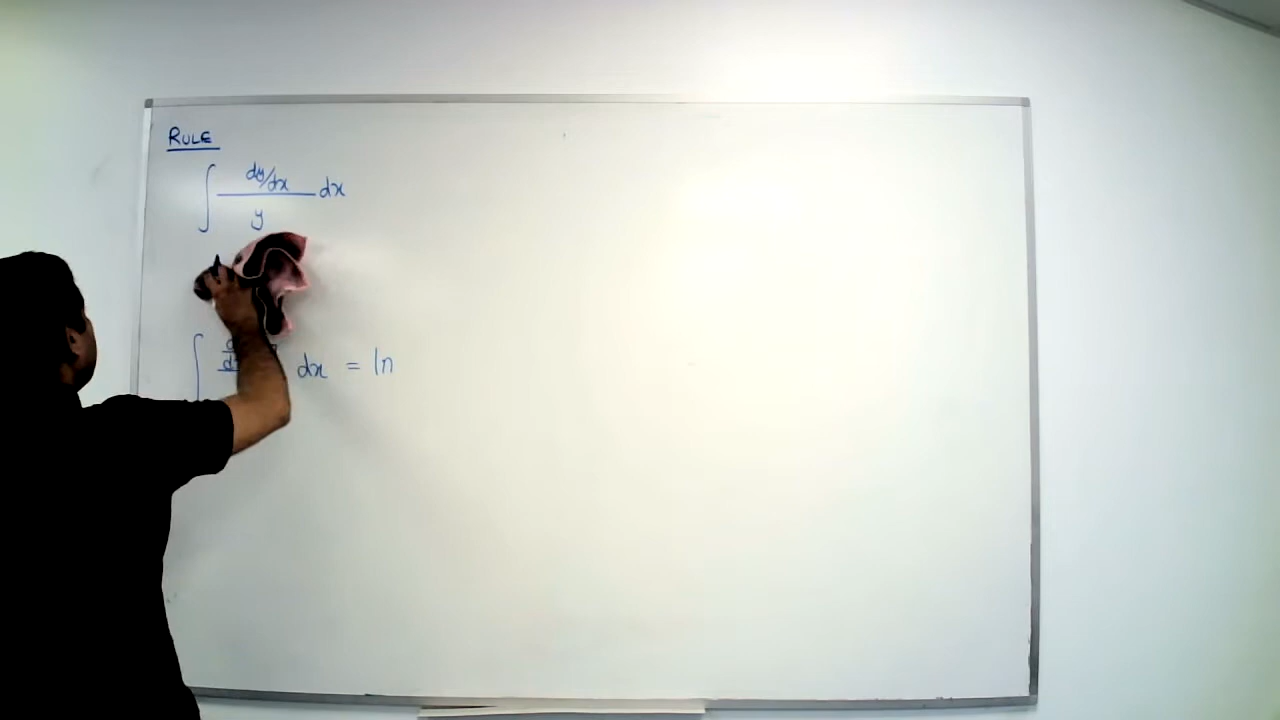 RULE
∫ dy/dx / y dx
∫ dx = ln